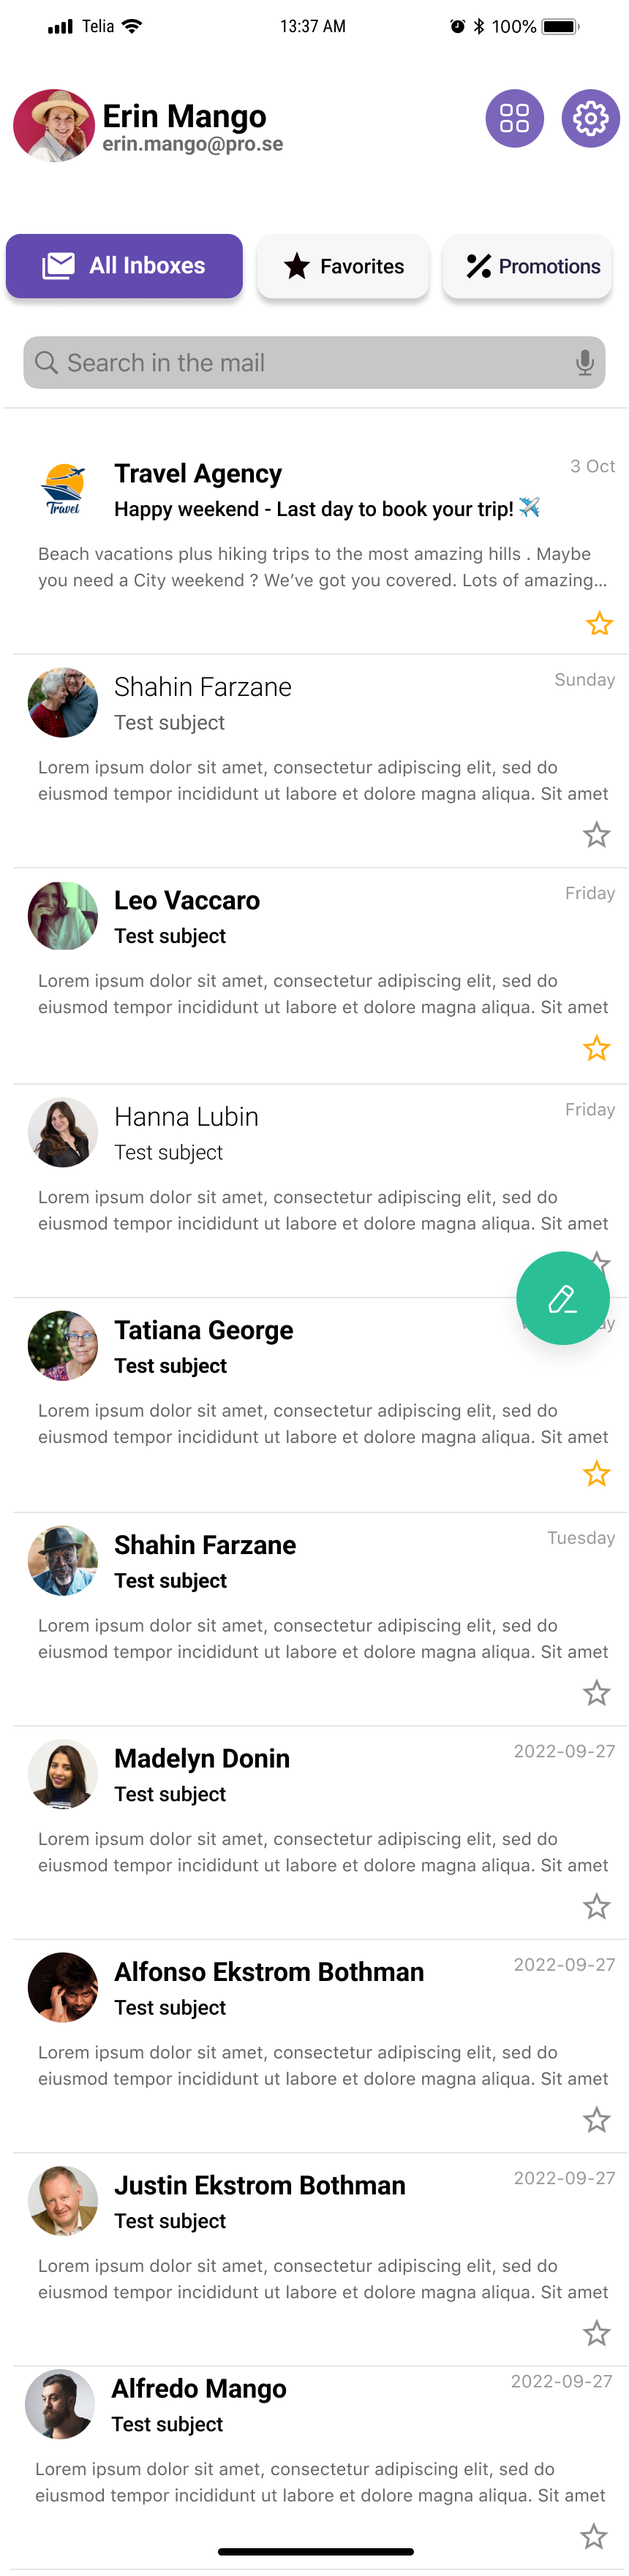 Telia 13:37 AM 100%
Erin Mango
erin.mango@pro.se
All Inboxes Favorites Promotions
Search in the mail
Travel
Travel Agency 3 Oct
Happy weekend - Last day to book your trip! ✈️
Beach vacations plus hiking trips to the most amazing hills . Maybe
you need a City weekend ? We’ve got you covered. Lots of amazing...
Shahin Farzane Sunday
Test subject
Lorem ipsum dolor sit amet, consectetur adipiscing elit, sed do
eiusmod tempor incididunt ut labore et dolore magna aliqua. Sit amet
Leo Vaccaro Friday
Test subject
Lorem ipsum dolor sit amet, consectetur adipiscing elit, sed do
eiusmod tempor incididunt ut labore et dolore magna aliqua. Sit amet
Hanna Lubin Friday
Test subject
Lorem ipsum dolor sit amet, consectetur adipiscing elit, sed do
eiusmod tempor incididunt ut labore et dolore magna aliqua. Sit amet
Tatiana George
Test subject
Lorem ipsum dolor sit amet, consectetur adipiscing elit, sed do
eiusmod tempor incididunt ut labore et dolore magna aliqua. Sit amet
Shahin Farzane Tuesday
Test subject
Lorem ipsum dolor sit amet, consectetur adipiscing elit, sed do
eiusmod tempor incididunt ut labore et dolore magna aliqua. Sit amet
Madelyn Donin 2022-09-27
Test subject
Lorem ipsum dolor sit amet, consectetur adipiscing elit, sed do
eiusmod tempor incididunt ut labore et dolore magna aliqua. Sit amet
Alfonso Ekstrom Bothman 2022-09-27
Test subject
Lorem ipsum dolor sit amet, consectetur adipiscing elit, sed do
eiusmod tempor incididunt ut labore et dolore magna aliqua. Sit amet
Justin Ekstrom Bothman 2022-09-27
Test subject
Lorem ipsum dolor sit amet, consectetur adipiscing elit, sed do
eiusmod tempor incididunt ut labore et dolore magna aliqua. Sit amet
Alfredo Mango 2022-09-27
Test subject
Lorem ipsum dolor sit amet, consectetur adipiscing elit, sed do
eiusmod tempor incididunt ut labore et dolore magna aliqua. Sit amet